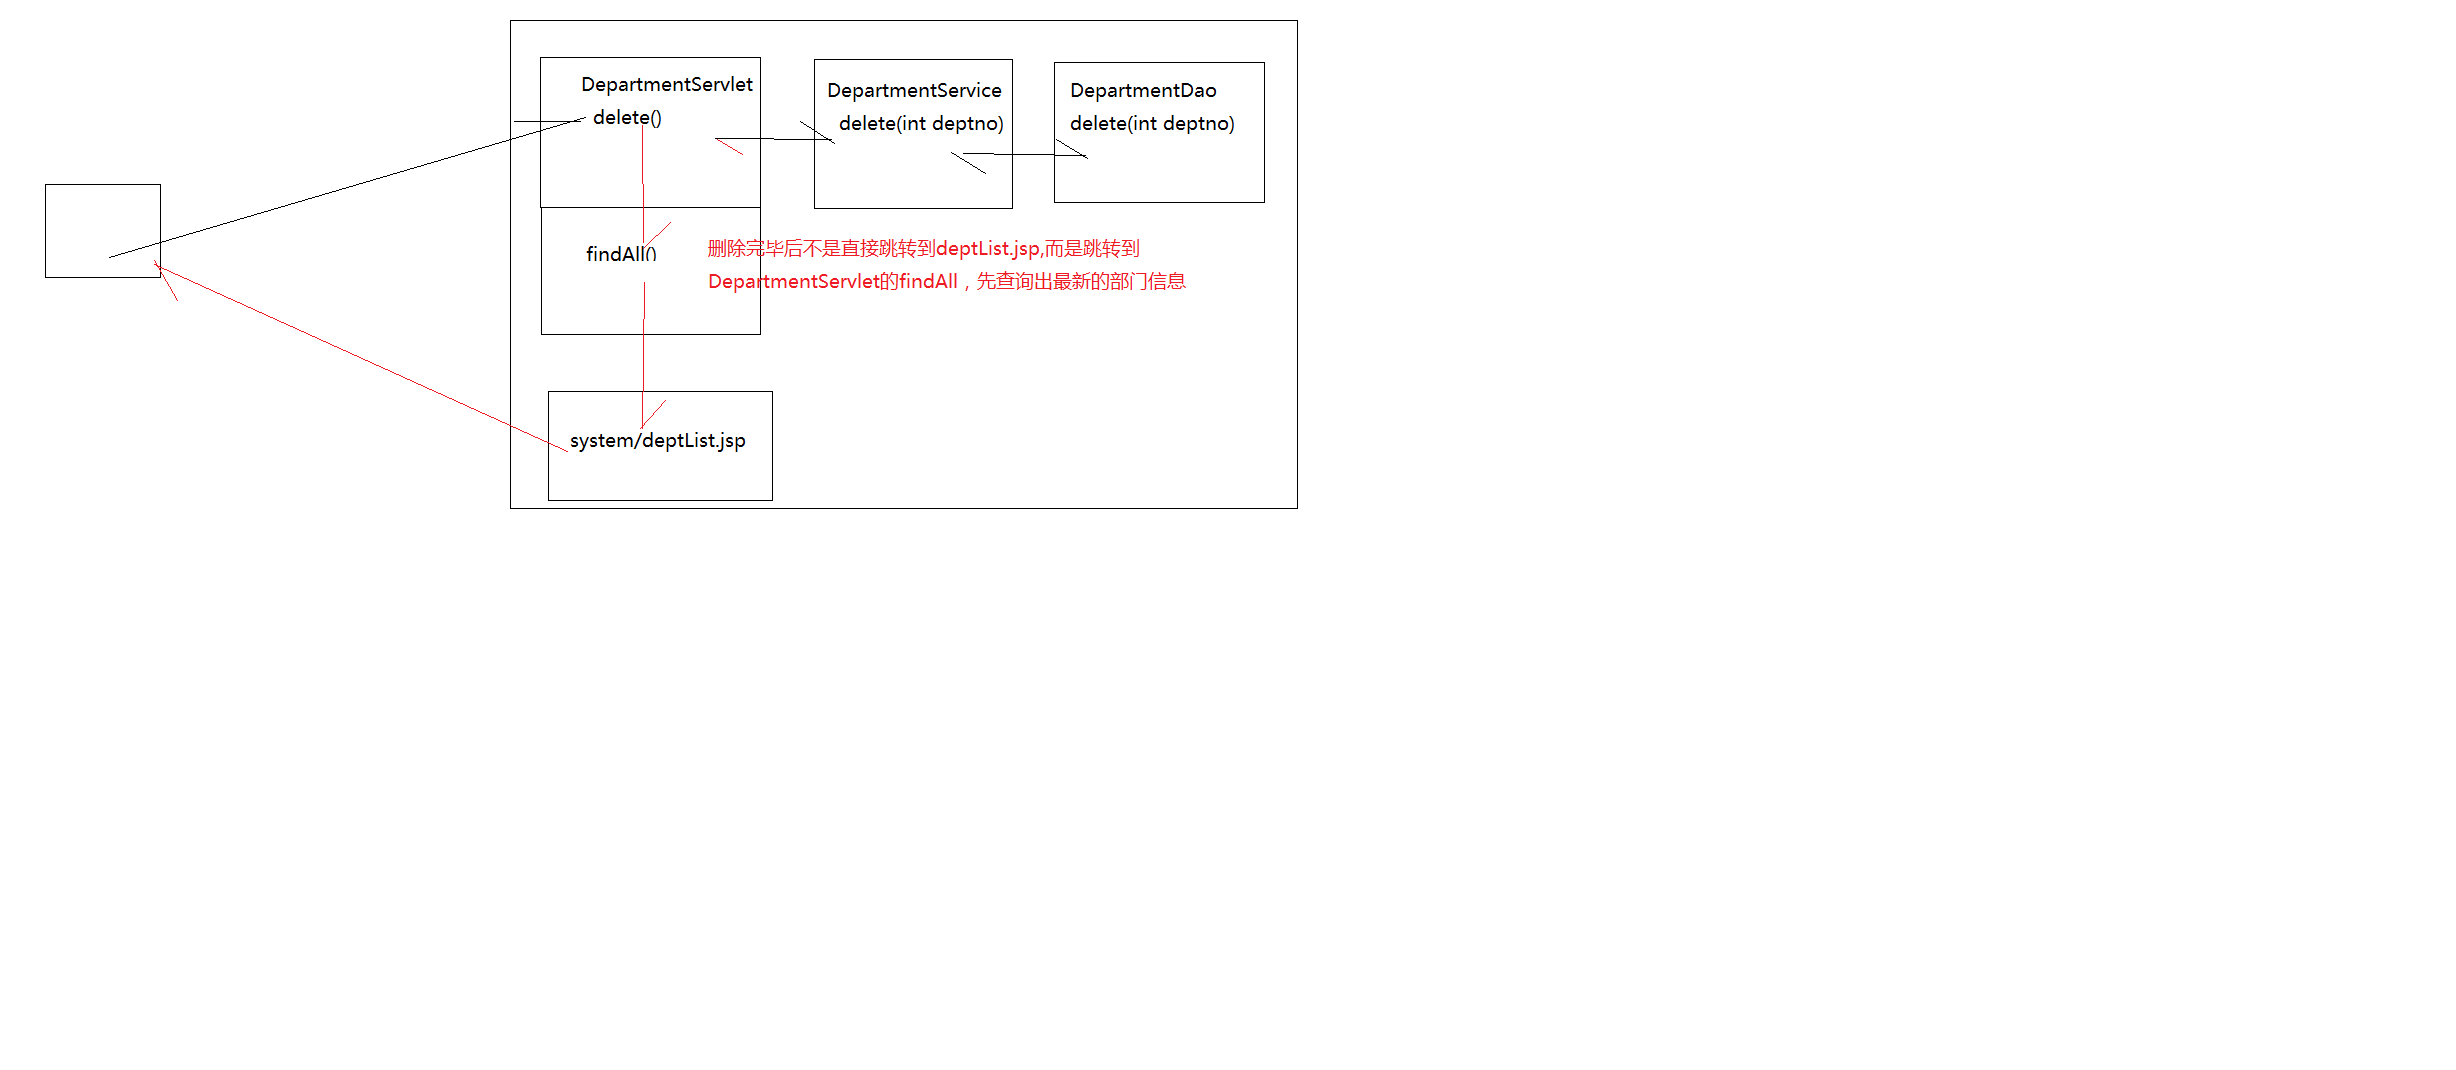 DepartmentServlet
delete()
DepartmentService
delete(int deptno)
DepartmentDao
delete(int deptno)
findAll()
删除完毕后不是直接跳转到deptList.jsp,而是跳转到
DepartmentServlet的findAll，先查询出最新的部门信息
system/deptList.jsp